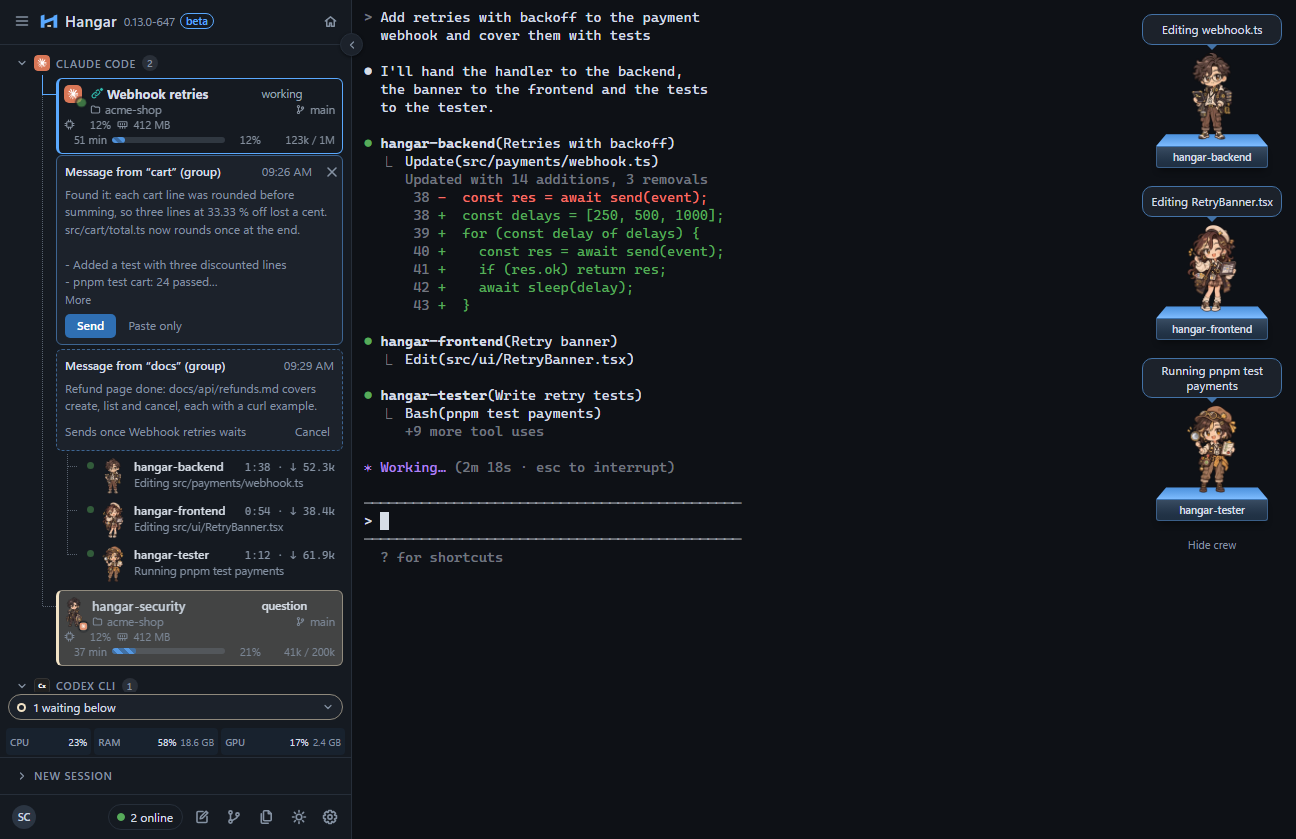 Hangar 0.13.0-647 beta
CLAUDE CODE 2
Webhook retries working
acme-shop main
12% 412 MB
51 min 12% 123k / 1M
Message from “cart” (group) 09:26 AM
Found it: each cart line was rounded before
summing, so three lines at 33.33 % off lost a cent.
src/cart/total.ts now rounds once at the end.
- Added a test with three discounted lines
- pnpm test cart: 24 passed...
More
Send Paste only
Message from “docs” (group) 09:29 AM
Refund page done: docs/api/refunds.md covers
create, list and cancel, each with a curl example.
Sends once Webhook retries waits Cancel
hangar-backend 1:38 · ↓ 52.3k
Editing src/payments/webhook.ts
hangar-frontend 0:54 · ↓ 38.4k
Editing src/ui/RetryBanner.tsx
hangar-tester 1:12 · ↓ 61.9k
Running pnpm test payments
hangar-security question
acme-shop main
12% 412 MB
37 min 21% 41k / 200k
Cx CODEX CLI 1
1 waiting below
CPU 23% RAM 58% 18.6 GB GPU 17% 2.4 GB
NEW SESSION
SC 2 online
> Add retries with backoff to the payment
webhook and cover them with tests
● I'll hand the handler to the backend,
the banner to the frontend and the tests
to the tester.
● hangar-backend(Retries with backoff)
⎿ Update(src/payments/webhook.ts)
Updated with 14 additions, 3 removals
38 - const res = await send(event);
38 + const delays = [250, 500, 1000];
39 + for (const delay of delays) {
40 + const res = await send(event);
41 + if (res.ok) return res;
42 + await sleep(delay);
43 + }
● hangar-frontend(Retry banner)
⎿ Edit(src/ui/RetryBanner.tsx)
● hangar-tester(Write retry tests)
⎿ Bash(pnpm test payments)
+9 more tool uses
* Working… (2m 18s · esc to interrupt)
>
? for shortcuts
Editing webhook.ts
hangar-backend
Editing RetryBanner.tsx
hangar-frontend
Running pnpm test
payments
hangar-tester
Hide crew